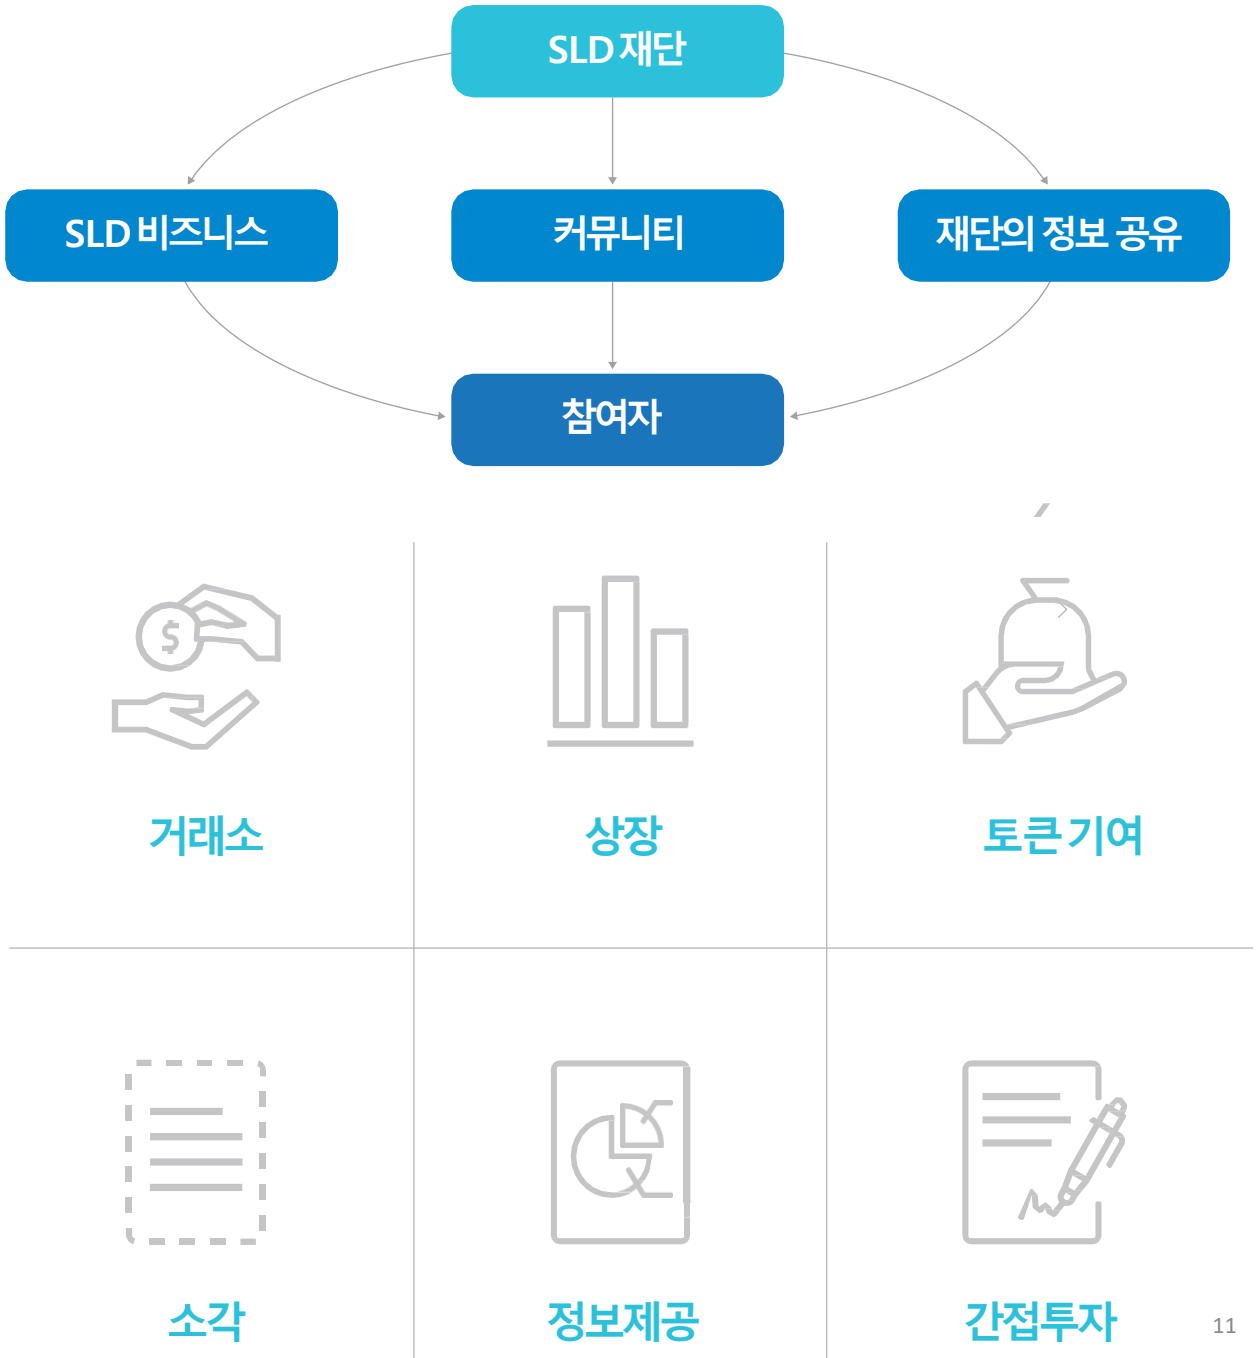 SLD 재단
SLD 비즈니스
커뮤니티
재단의 정보 공유
참여자
$
거래소
상장
토큰 기여
소각
정보제공
간접투자
11